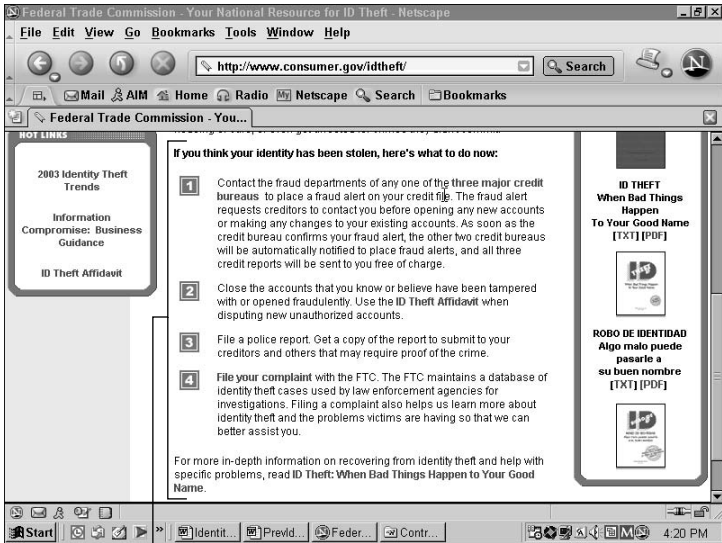 Federal Trade Commission - Your National Resource for ID Theft - Netscape
File Edit View Go Bookmarks Tools Window Help
http://www.consumer.gov/idtheft/
Search
Mail AIM Home Radio My Netscape Search Bookmarks
Federal Trade Commission - You...
HOT LINKS
2003 Identity Theft
Trends
Information
Compromise: Business
Guidance
ID Theft Affidavit
If you think your identity has been stolen, here's what to do now:
1
Contact the fraud departments of any one of the three major credit
bureaus to place a fraud alert on your credit file. The fraud alert
requests creditors to contact you before opening any new accounts
or making any changes to your existing accounts. As soon as the
credit bureau confirms your fraud alert, the other two credit bureaus
will be automatically notified to place fraud alerts, and all three
credit reports will be sent to you free of charge.
2
Close the accounts that you know or believe have been tampered
with or opened fraudulently. Use the ID Theft Affidavit when
disputing new unauthorized accounts.
3
File a police report. Get a copy of the report to submit to your
creditors and others that may require proof of the crime.
4
File your complaint with the FTC. The FTC maintains a database of
identity theft cases used by law enforcement agencies for
investigations. Filing a complaint also helps us learn more about
identity theft and the problems victims are having so that we can
better assist you.
For more in-depth information on recovering from identity theft and help with
specific problems, read ID Theft: When Bad Things Happen to Your Good
Name.
ID THEFT
When Bad Things
Happen
To Your Good Name
[TXT] [PDF]
ID
ROBO DE IDENTIDAD
Algo malo puede
pasarle a
su buen nombre
[TXT] [PDF]
ID
Start
»
Identit...
PrevId...
Feder...
Contr...
4:20 PM